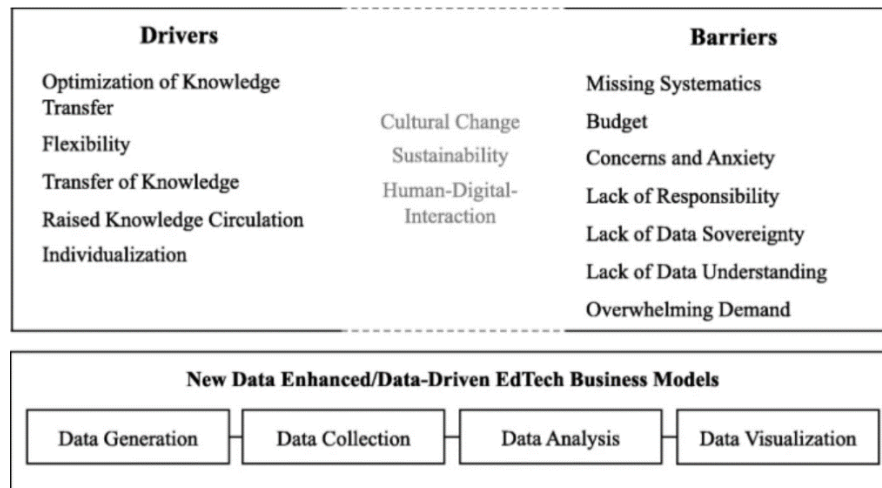 Drivers
Optimization of Knowledge
Transfer
Flexibility
Transfer of Knowledge
Raised Knowledge Circulation
Individualization
Cultural Change
Sustainability
Human-Digital-
Interaction
Barriers
Missing Systematics
Budget
Concerns and Anxiety
Lack of Responsibility
Lack of Data Sovereignty
Lack of Data Understanding
Overwhelming Demand
New Data Enhanced/Data-Driven EdTech Business Models
Data Generation
Data Collection
Data Analysis
Data Visualization